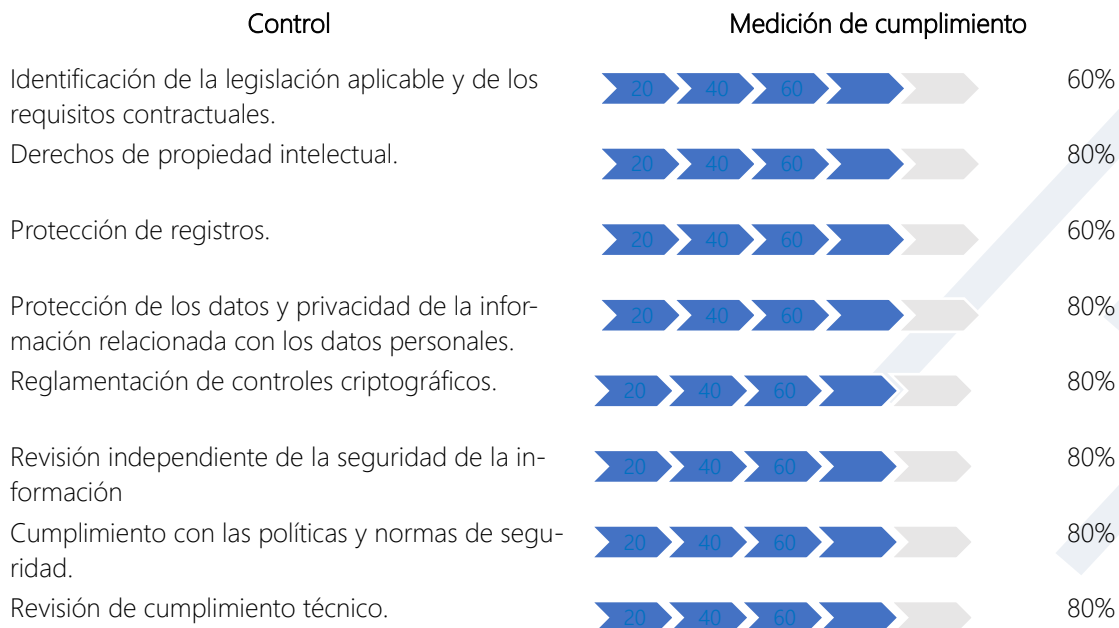 Control Medición de cumplimiento
Identificación de la legislación aplicable y de los
requisitos contractuales.
20 40 60 60%
Derechos de propiedad intelectual.
20 40 60 80%
Protección de registros.
20 40 60 60%
Protección de los datos y privacidad de la infor-
mación relacionada con los datos personales.
20 40 60 80%
Reglamentación de controles criptográficos.
20 40 60 80%
Revisión independiente de la seguridad de la in-
formación
20 40 60 80%
Cumplimiento con las políticas y normas de segu-
ridad.
20 40 60 80%
Revisión de cumplimiento técnico.
20 40 60 80%